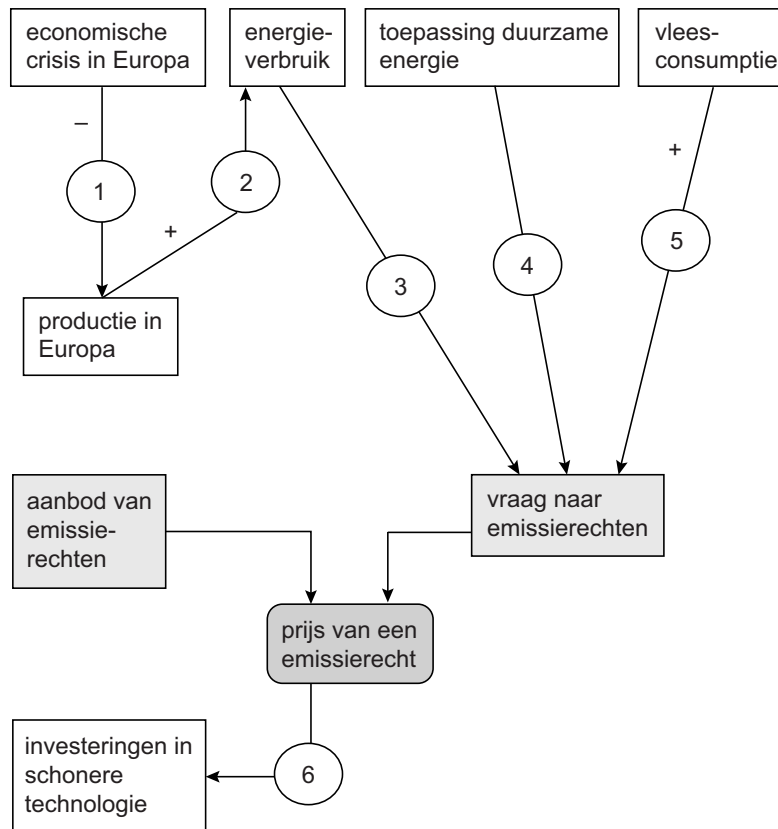 economische
crisis in Europa
energie-
verbruik
toepassing duurzame
energie
vlees-
consumptie
–
+
1
2
+
3
4
5
productie in
Europa
aanbod van
emissie-
rechten
vraag naar
emissierechten
prijs van een
emissierecht
investeringen in
schonere
technologie
6